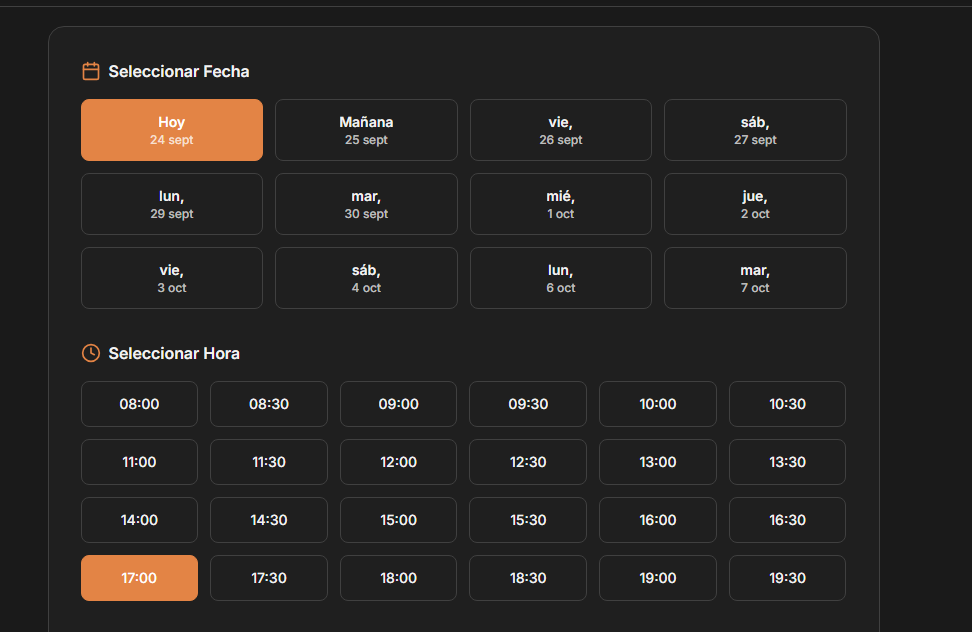 Seleccionar Fecha
Hoy
24 sept
Mañana
25 sept
vie,
26 sept
sáb,
27 sept
lun,
29 sept
mar,
30 sept
mié,
1 oct
jue,
2 oct
vie,
3 oct
sáb,
4 oct
lun,
6 oct
mar,
7 oct
Seleccionar Hora
08:00
08:30
09:00
09:30
10:00
10:30
11:00
11:30
12:00
12:30
13:00
13:30
14:00
14:30
15:00
15:30
16:00
16:30
17:00
17:30
18:00
18:30
19:00
19:30